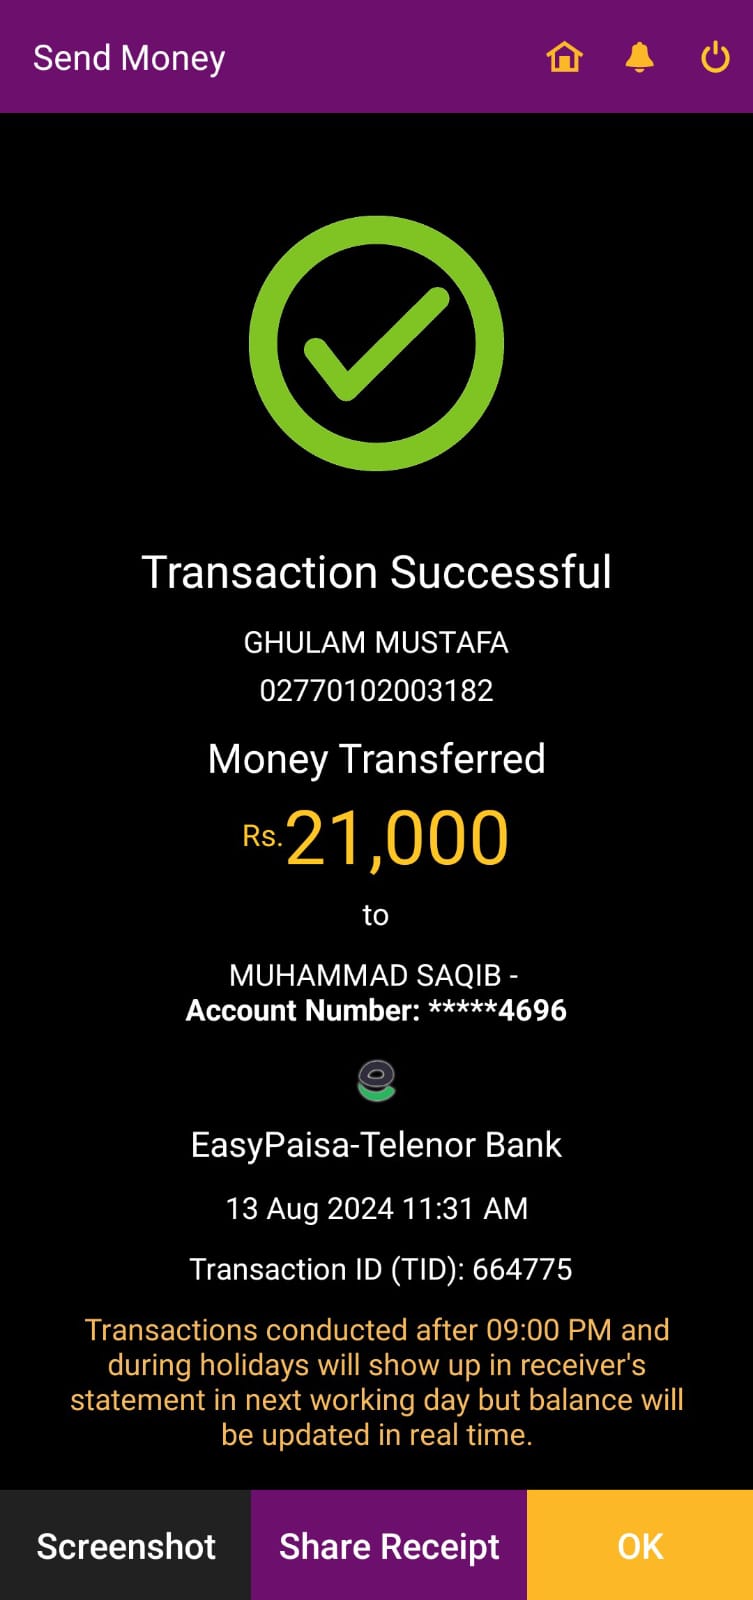 Send Money
Transaction Successful
GHULAM MUSTAFA
02770102003182
Money Transferred
Rs.21,000
to
MUHAMMAD SAQIB -
Account Number: *****4696
EasyPaisa-Telenor Bank
13 Aug 2024 11:31 AM
Transaction ID (TID): 664775
Transactions conducted after 09:00 PM and
during holidays will show up in receiver's
statement in next working day but balance will
be updated in real time.
Screenshot
Share Receipt
OK